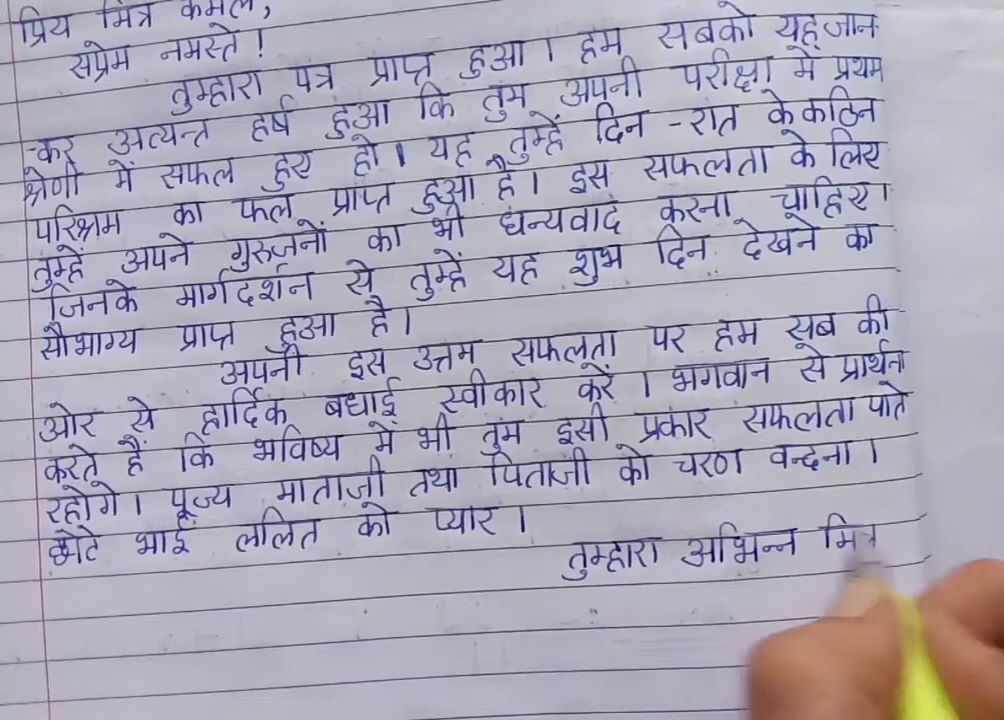 प्रिय मित्र कमल,
सप्रेम नमस्ते !
तुम्हारा पत्र प्राप्त हुआ । हम सबको यह जान
-कर अत्यन्त हर्ष हुआ कि तुम अपनी परीक्षा में प्रथम
श्रेणी में सफल हुए हो । यह तुम्हें दिन -रात के कठिन
परिश्रम का फल प्राप्त हुआ है । इस सफलता के लिए
तुम्हें अपने गुरुजनों का भी धन्यवाद करना चाहिए ।
जिनके मार्गदर्शन से तुम्हें यह शुभ दिन देखने का
सौभाग्य प्राप्त हुआ है ।
अपनी इस उत्तम सफलता पर हम सब की
ओर से हार्दिक बधाई स्वीकार करें । भगवान से प्रार्थना
करते हैं कि भविष्य में भी तुम इसी प्रकार सफलता पाते
रहोगे । पूज्य माताजी तथा पिताजी को चरण वन्दना ।
छोटे भाई ललित को प्यार ।
तुम्हारा अभिन्न मित्र